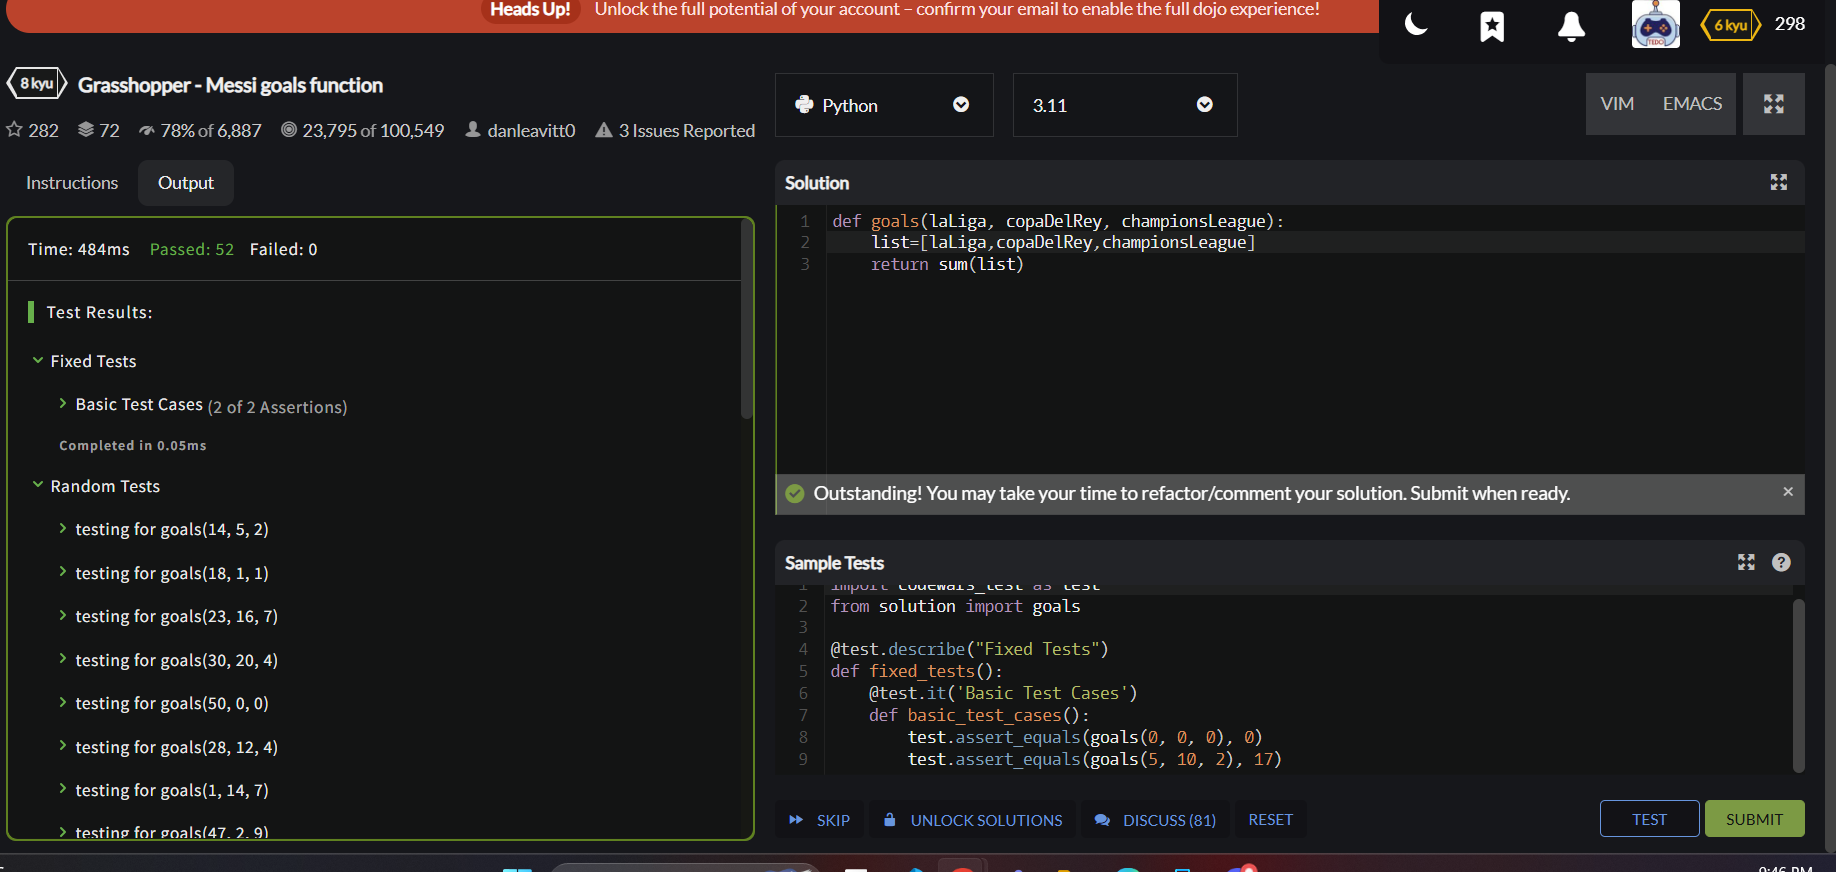 Heads Up! Unlock the full potential of your account – confirm your email to enable the full dojo experience!
6 kyu 298
8 kyu Grasshopper - Messi goals function
282 72 78% of 6,887 23,795 of 100,549 danleavitt0 3 Issues Reported
Instructions Output
Time: 484ms Passed: 52 Failed: 0
Test Results:
Fixed Tests
Basic Test Cases (2 of 2 Assertions)
Completed in 0.05ms
Random Tests
testing for goals(14, 5, 2)
testing for goals(18, 1, 1)
testing for goals(23, 16, 7)
testing for goals(30, 20, 4)
testing for goals(50, 0, 0)
testing for goals(28, 12, 4)
testing for goals(1, 14, 7)
testing for goals(47, 2, 9)
Python 3.11 VIM EMACS
Solution
1 def goals(laLiga, copaDelRey, championsLeague):
2 list=[laLiga,copaDelRey,championsLeague]
3 return sum(list)
Outstanding! You may take your time to refactor/comment your solution. Submit when ready.
Sample Tests
1 import codewars_test as test
2 from solution import goals
3
4 @test.describe("Fixed Tests")
5 def fixed_tests():
6 @test.it('Basic Test Cases')
7 def basic_test_cases():
8 test.assert_equals(goals(0, 0, 0), 0)
9 test.assert_equals(goals(5, 10, 2), 17)
SKIP UNLOCK SOLUTIONS DISCUSS (81) RESET TEST SUBMIT
9:46 PM